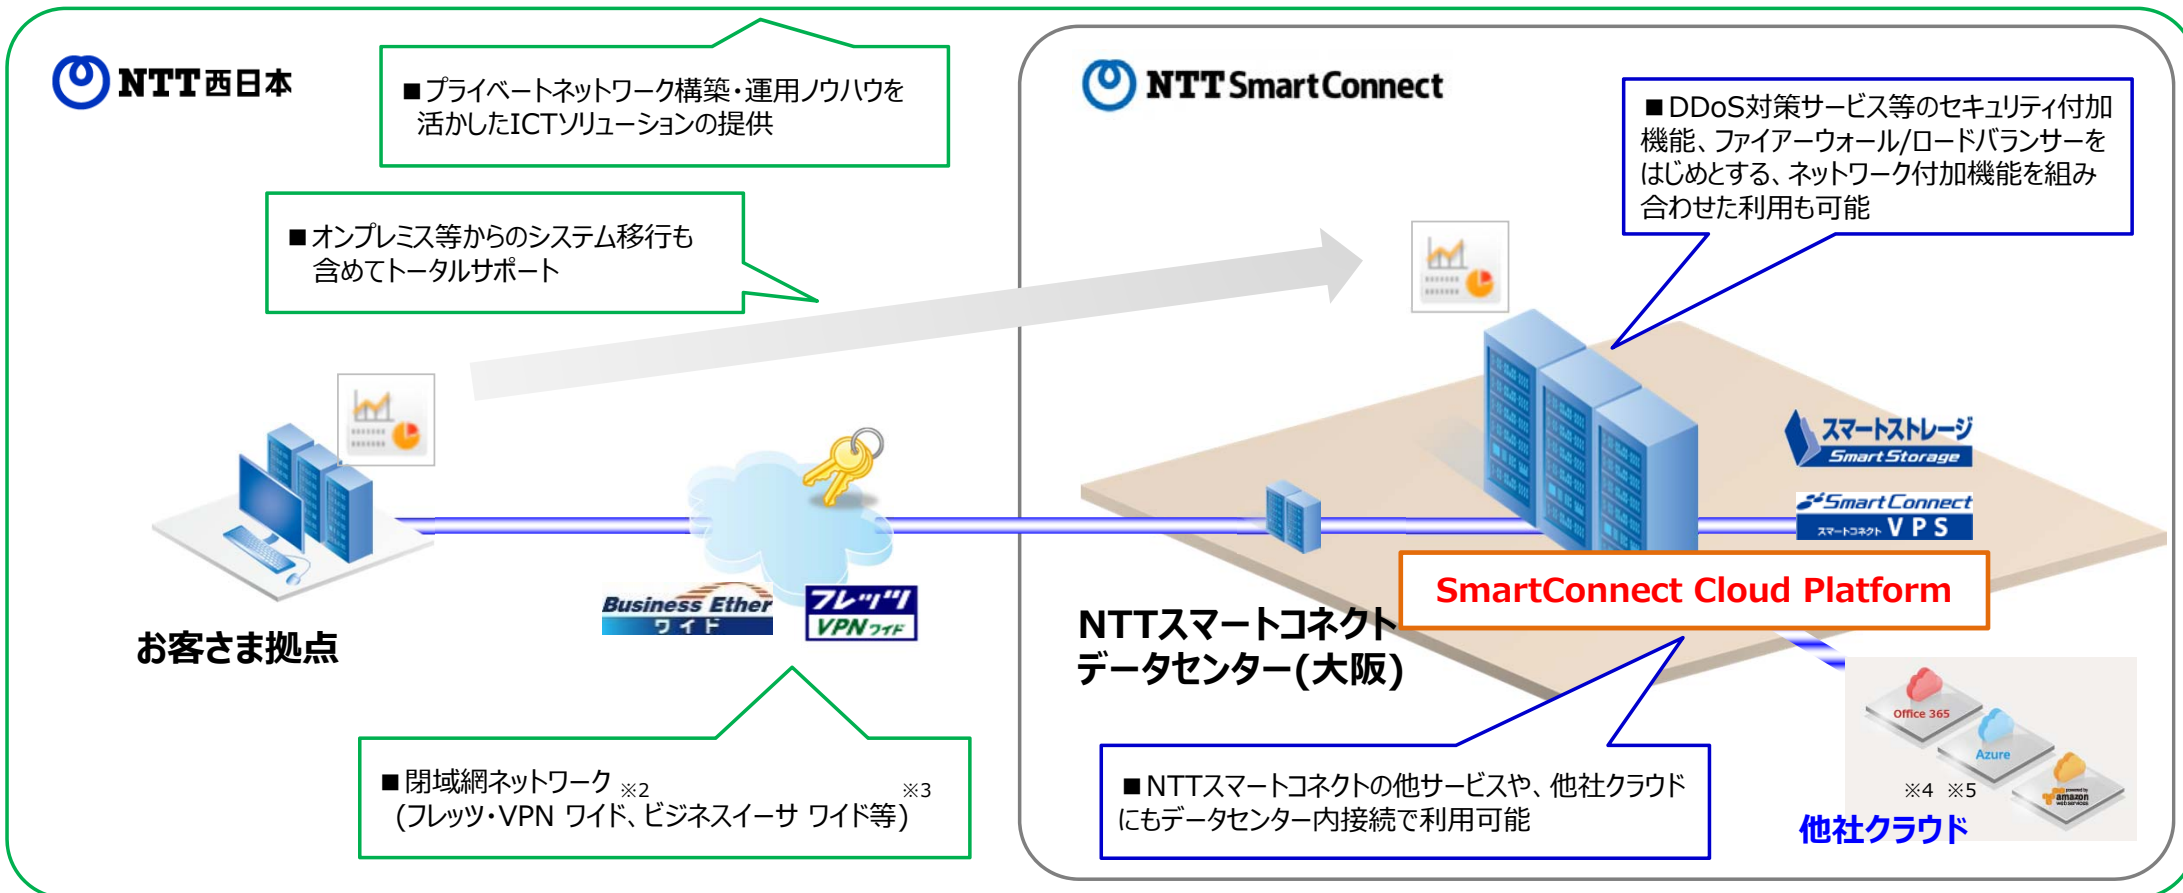 NTT西日本
■プライベートネットワーク構築・運用ノウハウを
活かしたICTソリューションの提供
■オンプレミス等からのシステム移行も
含めてトータルサポート
NTT SmartConnect
■DDoS対策サービス等のセキュリティ付加
機能、ファイアーウォール/ロードバランサーを
はじめとする、ネットワーク付加機能を組み
合わせた利用も可能
スマートストレージ
Smart Storage
SmartConnect
スマートコネクト VPS
SmartConnect Cloud Platform
Business Ether
ワイド
フレッツ
VPNワイド
お客さま拠点
NTTスマートコネクト
データセンター(大阪)
■閉域網ネットワーク ※2 ※3
(フレッツ・VPN ワイド、ビジネスイーサ ワイド等)
■NTTスマートコネクトの他サービスや、他社クラウド
にもデータセンター内接続で利用可能
Office 365
Azure
powered by
amazon
web services
※4 ※5
他社クラウド